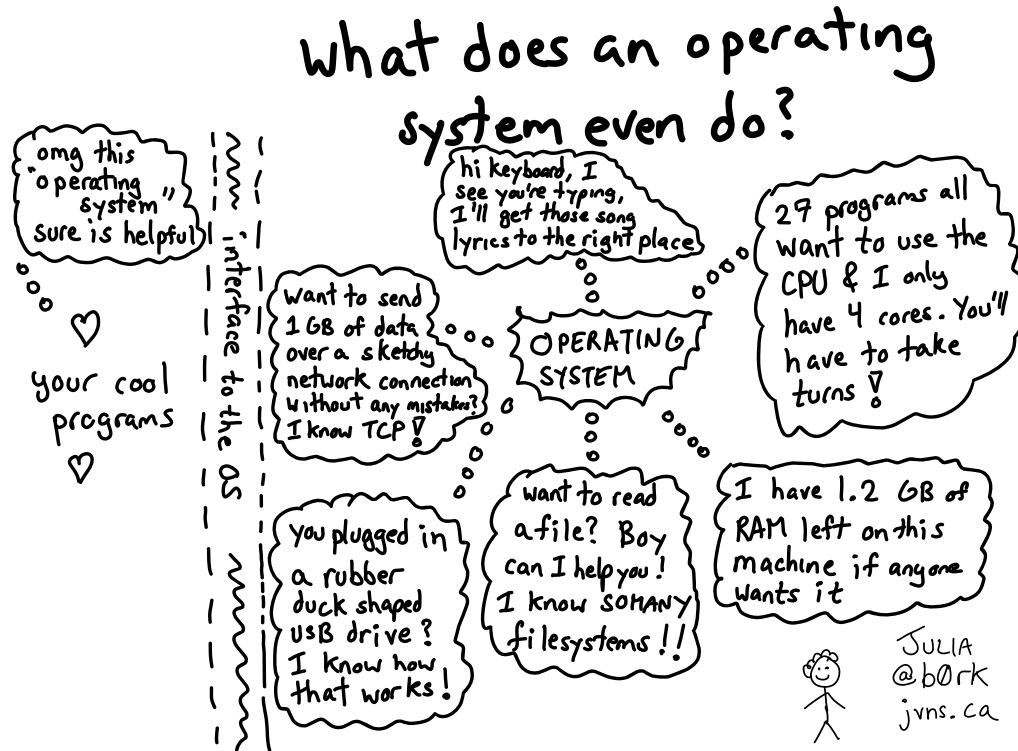 what does an operating
system even do?
omg this
"operating
system"
sure is helpful
your cool
programs
interface to the OS
hi keyboard, I
see you're typing,
I'll get those song
lyrics to the right place
27 programs all
want to use the
CPU & I only
have 4 cores. You'll
have to take
turns!
want to send
1 GB of data
over a sketchy
network connection
without any mistakes?
I know TCP!
OPERATING
SYSTEM
you plugged in
a rubber
duck shaped
USB drive?
I know how
that works!
want to read
a file? Boy
can I help you!
I know SO MANY
filesystems!!
I have 1.2 GB of
RAM left on this
machine if anyone
wants it
JULIA
@b0rk
jvns.ca